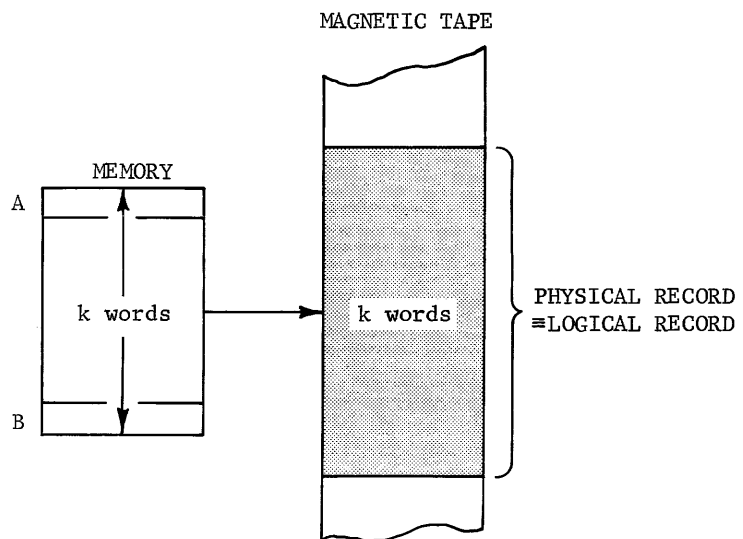 MAGNETIC TAPE
MEMORY
A
k words
k words
PHYSICAL RECORD
≡LOGICAL RECORD
B